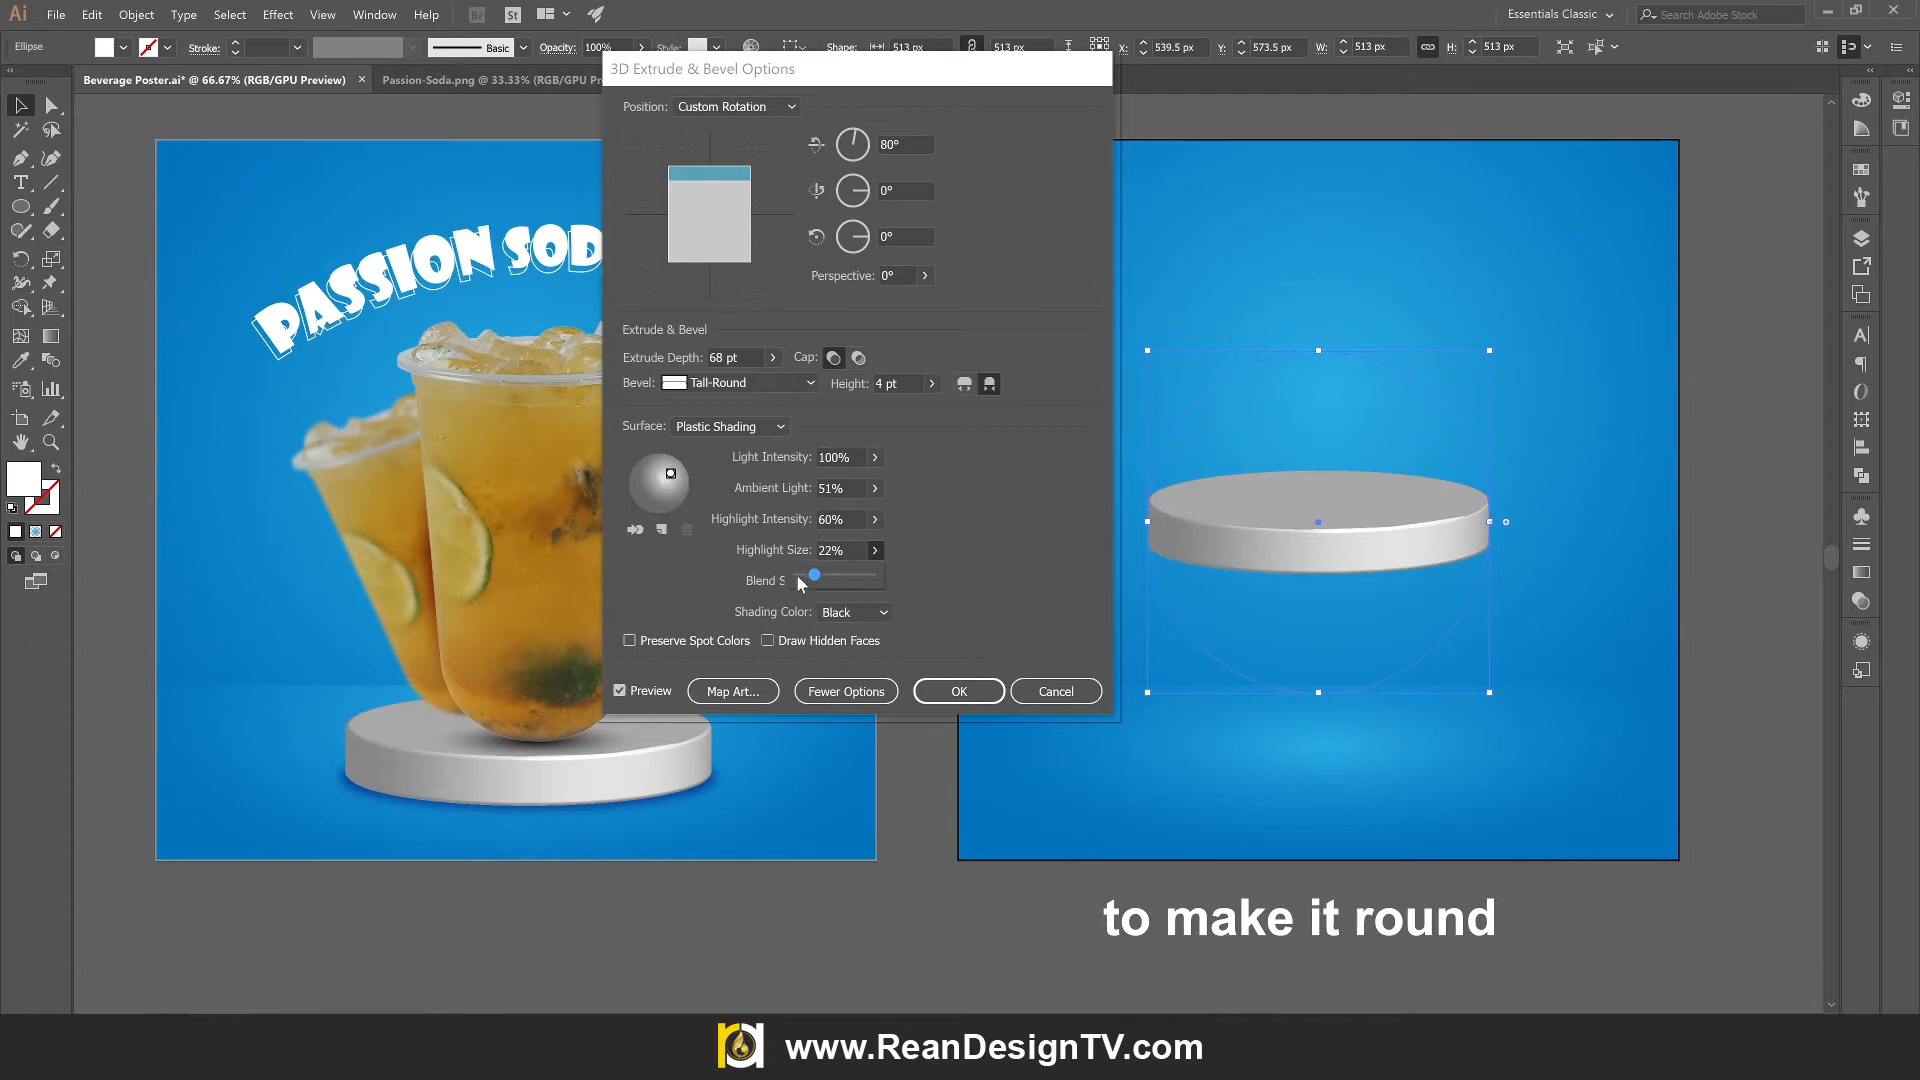 Ai File Edit Object Type Select Effect View Window Help Br St Essentials Classic Search Adobe Stock
Ellipse Stroke: Basic Opacity: 100% Style: Shape: 513 px 513 px X: 539.5 px Y: 573.5 px W: 513 px H: 513 px
Beverage Poster.ai* @ 66.67% (RGB/GPU Preview) × Passion-Soda.png @ 33.33% (RGB/GPU
3D Extrude & Bevel Options
Position: Custom Rotation
80°
0°
0°
Perspective: 0°
PASSION SOD
Extrude & Bevel
Extrude Depth: 68 pt Cap:
Bevel: Tall-Round Height: 4 pt
Surface: Plastic Shading
Light Intensity: 100%
Ambient Light: 51%
Highlight Intensity: 60%
Highlight Size: 22%
Blend S
Shading Color: Black
Preserve Spot Colors Draw Hidden Faces
Preview Map Art... Fewer Options OK Cancel
to make it round
www.ReanDesignTV.com